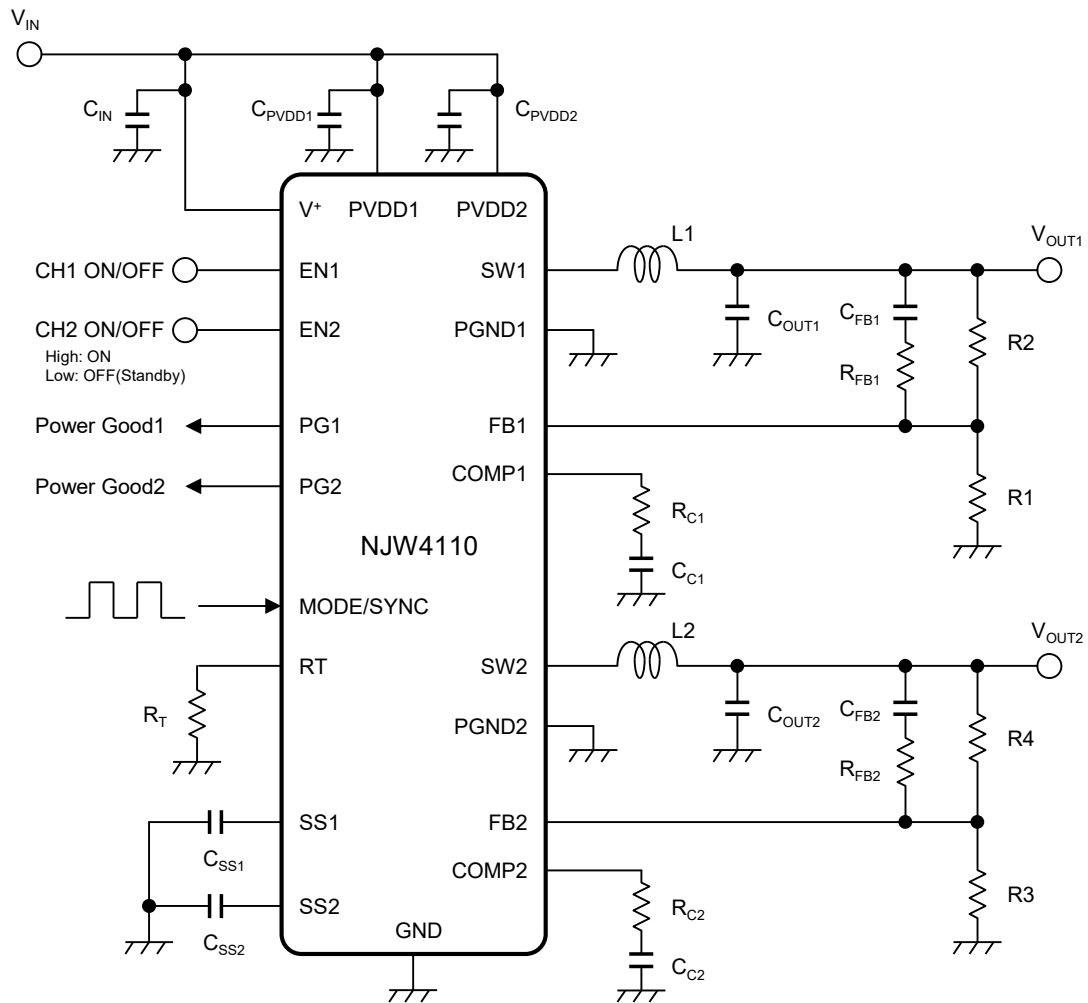 VIN
CIN
CPVDD1
CPVDD2
V+
PVDD1
PVDD2
L1
VOUT1
CH1 ON/OFF
EN1
SW1
CH2 ON/OFF
EN2
PGND1
COUT1
CFB1
R2
High: ON
Low: OFF(Standby)
RFB1
Power Good1
PG1
FB1
Power Good2
PG2
COMP1
RC1
R1
NJW4110
CC1
MODE/SYNC
L2
VOUT2
RT
SW2
RT
PGND2
COUT2
CFB2
R4
RFB2
SS1
FB2
CSS1
COMP2
SS2
RC2
R3
CSS2
GND
CC2